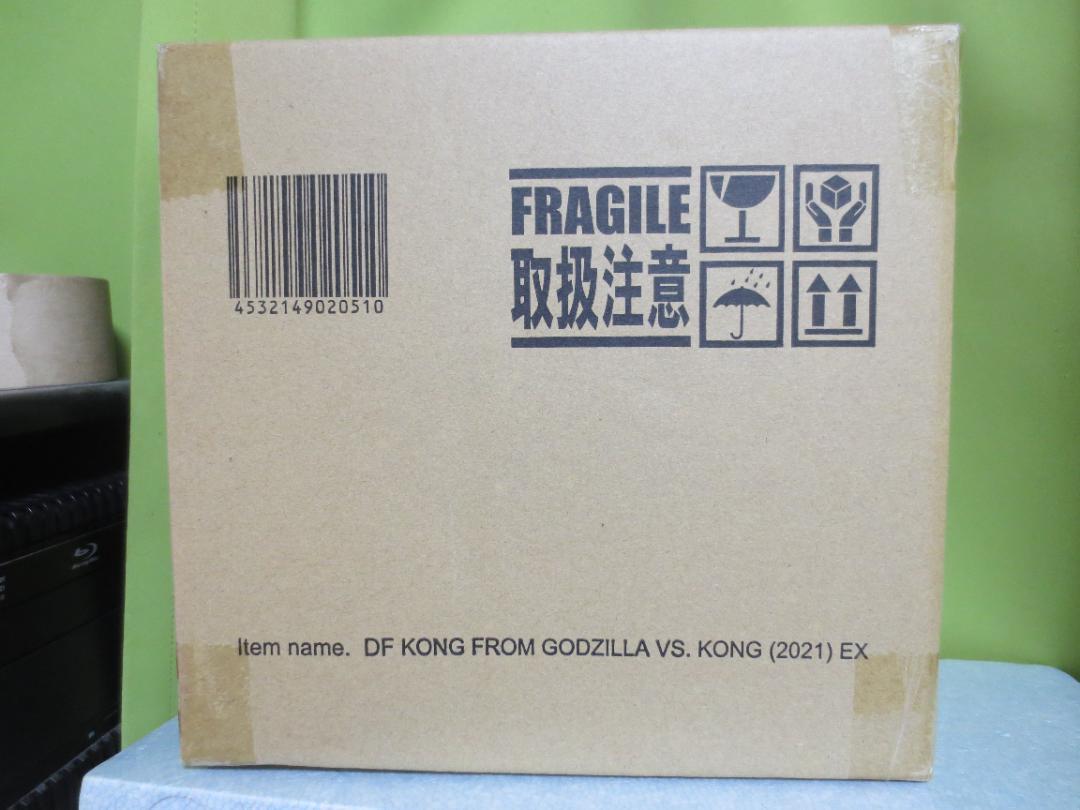 FRAGILE
取扱注意
4532149020510
Item name. DF KONG FROM GODZILLA VS. KONG (2021) EX